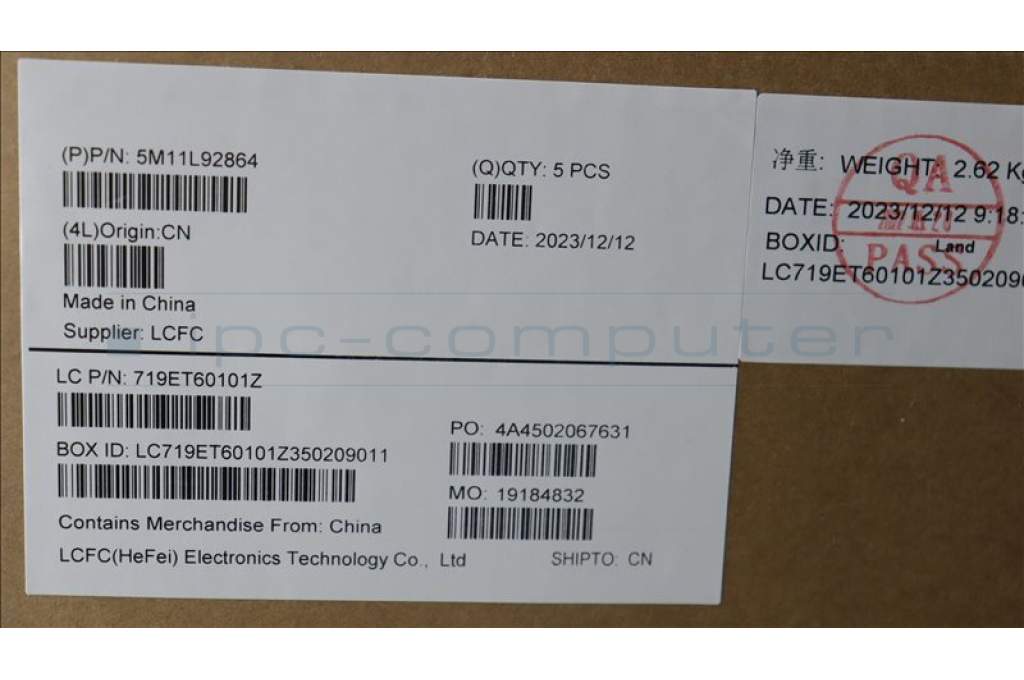 (P)P/N: 5M11L92864
(Q)QTY: 5 PCS
(4L)Origin:CN
DATE: 2023/12/12
Made in China
Supplier: LCFC
LC P/N: 719ET60101Z
PO: 4A4502067631
BOX ID: LC719ET60101Z350209011
MO: 19184832
Contains Merchandise From: China
LCFC(HeFei) Electronics Technology Co., Ltd
SHIPTO: CN
净重: WEIGHT: 2.62 Kg
DATE: 2023/12/12 9:18:
BOXID: Land
LC719ET60101Z3502090
QA
PASS
ipc-computer